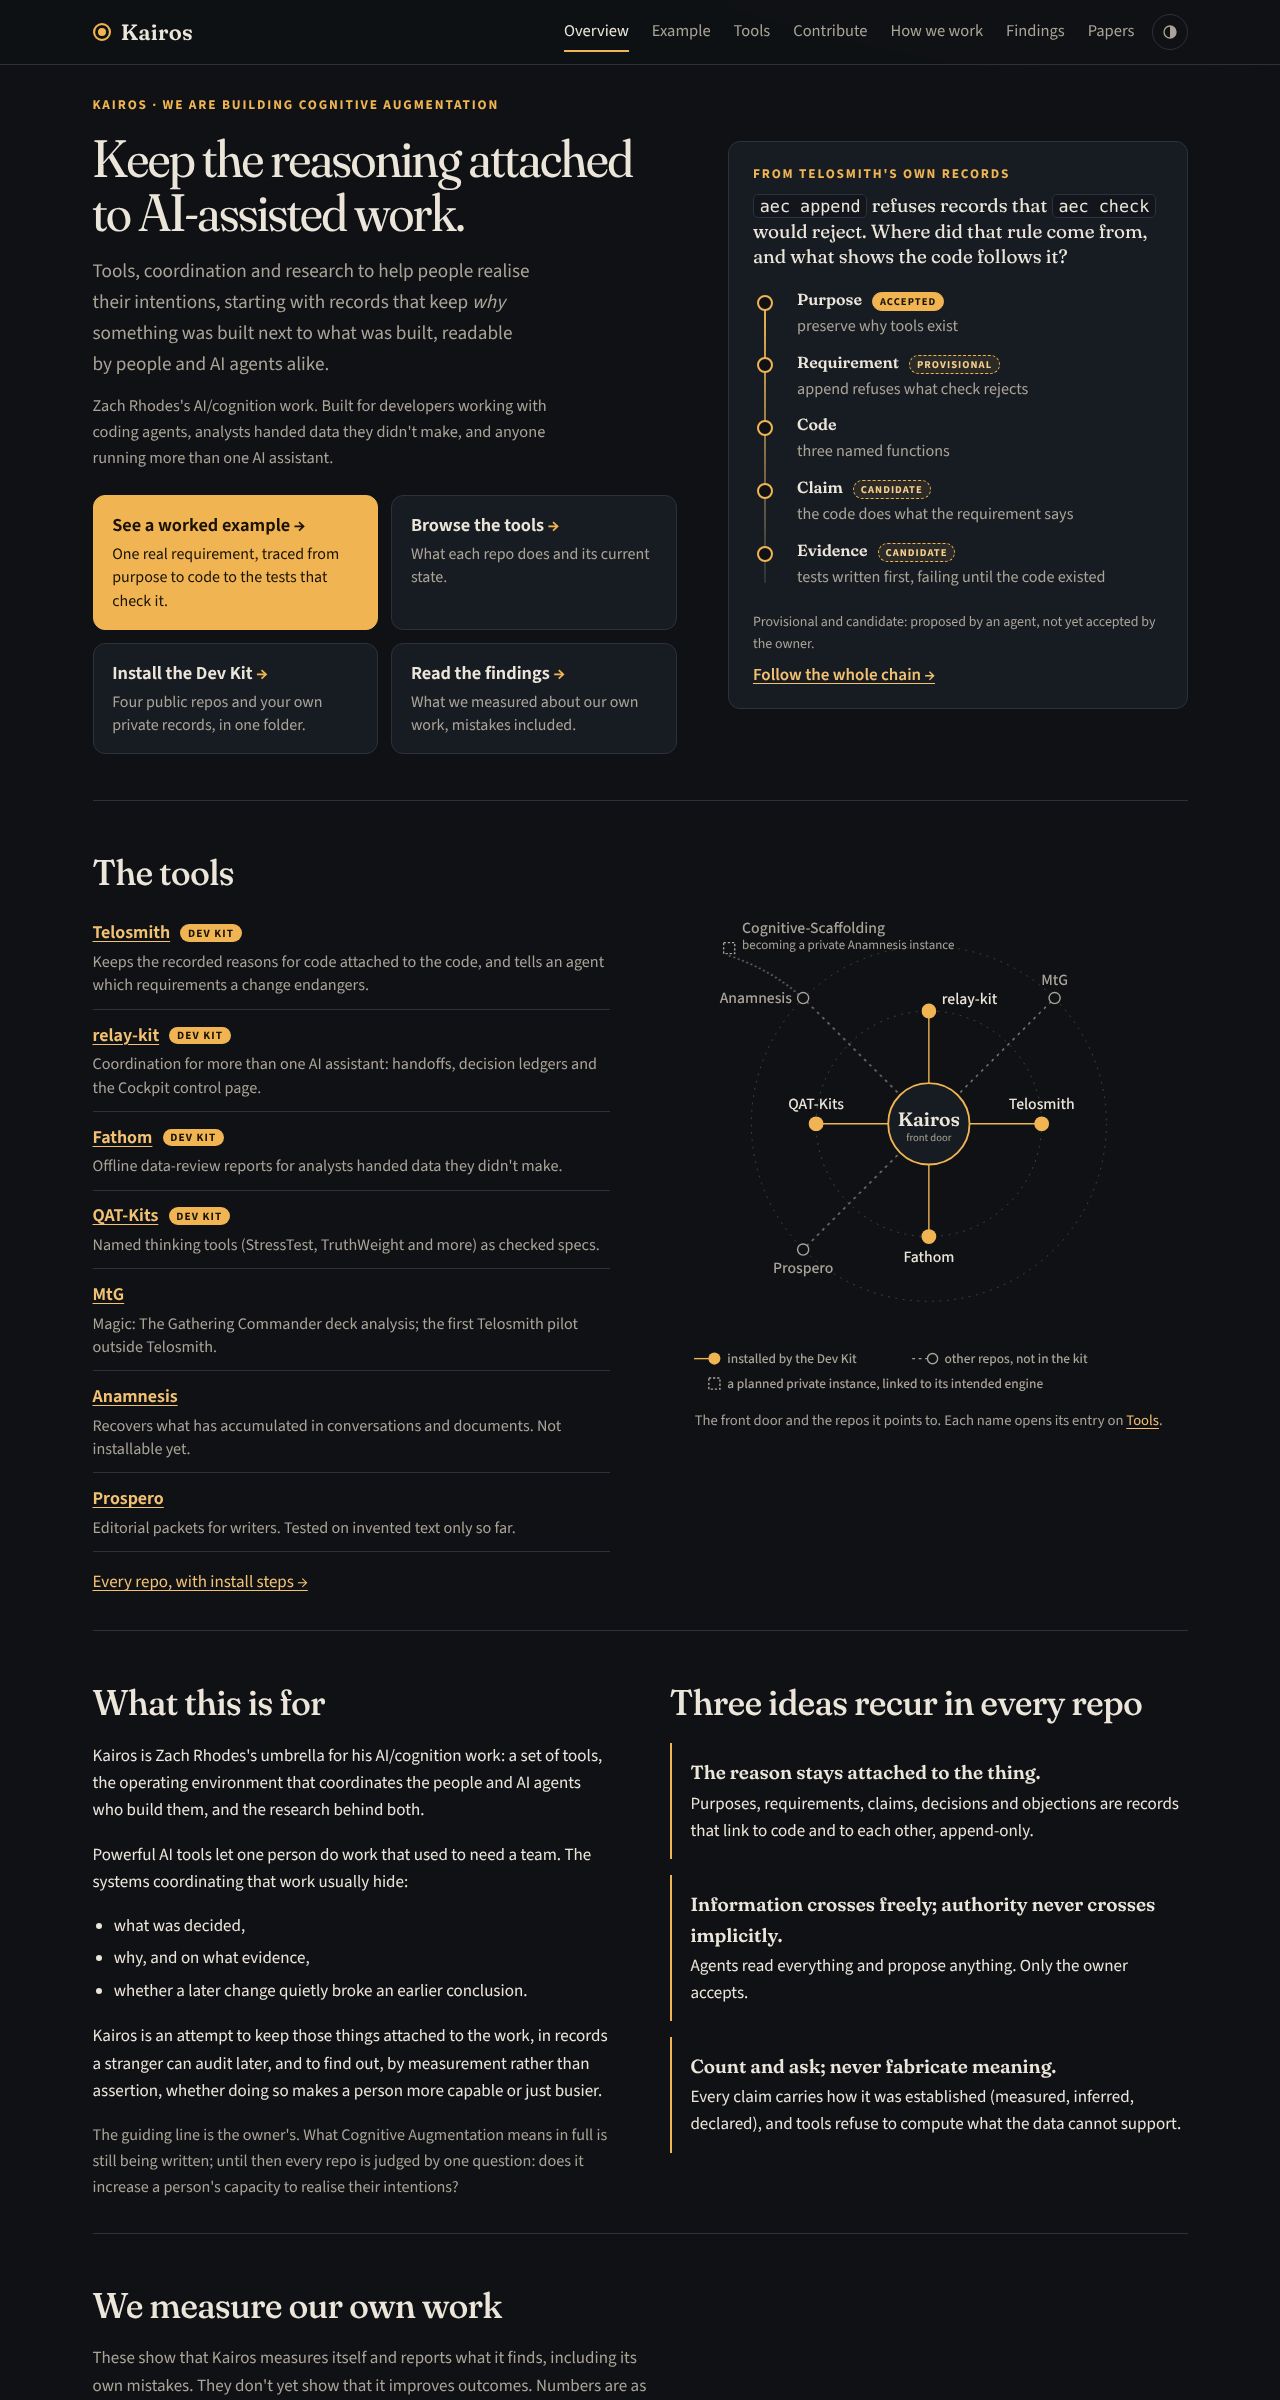 Kairos
Overview Example Tools Contribute How we work Findings Papers
KAIROS · WE ARE BUILDING COGNITIVE AUGMENTATION
Keep the reasoning attached
to AI-assisted work.
Tools, coordination and research to help people realise
their intentions, starting with records that keep why
something was built next to what was built, readable
by people and AI agents alike.
Zach Rhodes's AI/cognition work. Built for developers working with
coding agents, analysts handed data they didn't make, and anyone
running more than one AI assistant.
See a worked example →
One real requirement, traced from
purpose to code to the tests that
check it.
Browse the tools →
What each repo does and its current
state.
Install the Dev Kit →
Four public repos and your own
private records, in one folder.
Read the findings →
What we measured about our own
work, mistakes included.
FROM TELOSMITH'S OWN RECORDS
aec append refuses records that aec check
would reject. Where did that rule come from,
and what shows the code follows it?
Purpose ACCEPTED
preserve why tools exist
Requirement PROVISIONAL
append refuses what check rejects
Code
three named functions
Claim CANDIDATE
the code does what the requirement says
Evidence CANDIDATE
tests written first, failing until the code existed
Provisional and candidate: proposed by an agent, not yet accepted by
the owner.
Follow the whole chain →
The tools
Telosmith DEV KIT
Keeps the recorded reasons for code attached to the code, and tells an agent
which requirements a change endangers.
relay-kit DEV KIT
Coordination for more than one AI assistant: handoffs, decision ledgers and
the Cockpit control page.
Fathom DEV KIT
Offline data-review reports for analysts handed data they didn't make.
QAT-Kits DEV KIT
Named thinking tools (StressTest, TruthWeight and more) as checked specs.
MtG
Magic: The Gathering Commander deck analysis; the first Telosmith pilot
outside Telosmith.
Anamnesis
Recovers what has accumulated in conversations and documents. Not
installable yet.
Prospero
Editorial packets for writers. Tested on invented text only so far.
Every repo, with install steps →
Cognitive-Scaffolding
becoming a private Anamnesis instance
MtG
Anamnesis
relay-kit
QAT-Kits
Telosmith
Kairos
front door
Fathom
Prospero
installed by the Dev Kit
other repos, not in the kit
a planned private instance, linked to its intended engine
The front door and the repos it points to. Each name opens its entry on Tools.
What this is for
Kairos is Zach Rhodes's umbrella for his AI/cognition work: a set of tools,
the operating environment that coordinates the people and AI agents
who build them, and the research behind both.
Powerful AI tools let one person do work that used to need a team. The
systems coordinating that work usually hide:
• what was decided,
• why, and on what evidence,
• whether a later change quietly broke an earlier conclusion.
Kairos is an attempt to keep those things attached to the work, in records
a stranger can audit later, and to find out, by measurement rather than
assertion, whether doing so makes a person more capable or just busier.
The guiding line is the owner's. What Cognitive Augmentation means in full is
still being written; until then every repo is judged by one question: does it
increase a person's capacity to realise their intentions?
Three ideas recur in every repo
The reason stays attached to the thing.
Purposes, requirements, claims, decisions and objections are records
that link to code and to each other, append-only.
Information crosses freely; authority never crosses
implicitly.
Agents read everything and propose anything. Only the owner
accepts.
Count and ask; never fabricate meaning.
Every claim carries how it was established (measured, inferred,
declared), and tools refuse to compute what the data cannot support.
We measure our own work
These show that Kairos measures itself and reports what it finds, including its
own mistakes. They don't yet show that it improves outcomes. Numbers are as